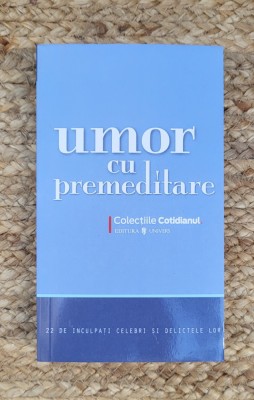 umor
cu
premeditare
Colecțiile Cotidianul
EDITURA UNIVERS
22 DE INCULPAȚI CELEBRI ȘI DELICTELE LOR